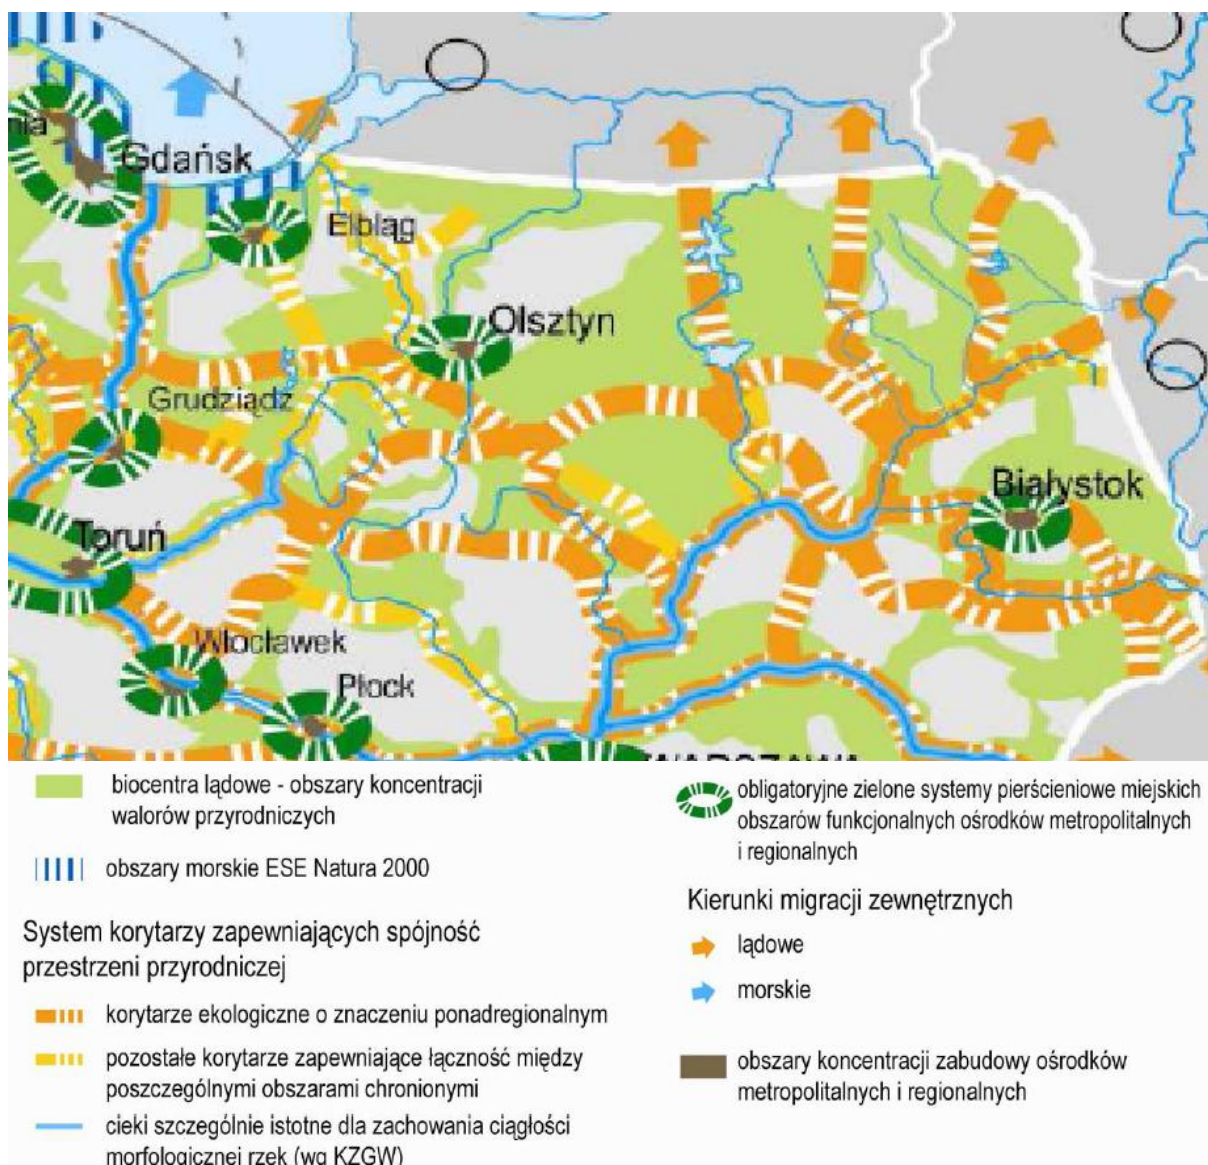 nia
Gdańsk
Elbląg
Olsztyn
Grudziądz
Białystok
Toruń
Włocławek
Płock
WARSZAWA
biocentra lądowe - obszary koncentracji
walorów przyrodniczych
obszary morskie ESE Natura 2000
System korytarzy zapewniających spójność
przestrzeni przyrodniczej
korytarze ekologiczne o znaczeniu ponadregionalnym
pozostałe korytarze zapewniające łączność między
poszczególnymi obszarami chronionymi
cieki szczególnie istotne dla zachowania ciągłości
morfologicznej rzek (wg KZGW)
obligatoryjne zielone systemy pierścieniowe miejskich
obszarów funkcjonalnych ośrodków metropolitalnych
i regionalnych
Kierunki migracji zewnętrznych
lądowe
morskie
obszary koncentracji zabudowy ośrodków
metropolitalnych i regionalnych